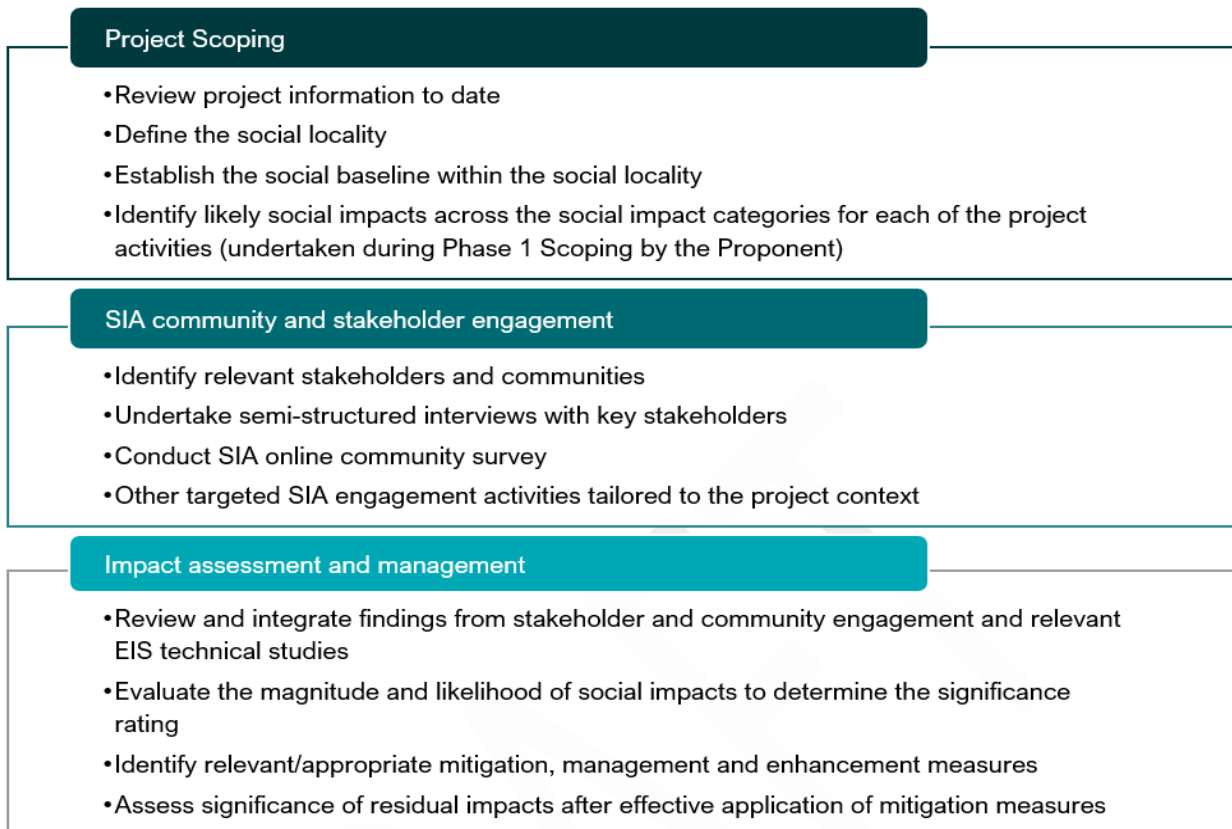 Project Scoping
•Review project information to date
•Define the social locality
•Establish the social baseline within the social locality
•Identify likely social impacts across the social impact categories for each of the project
activities (undertaken during Phase 1 Scoping by the Proponent)
SIA community and stakeholder engagement
•Identify relevant stakeholders and communities
•Undertake semi-structured interviews with key stakeholders
•Conduct SIA online community survey
•Other targeted SIA engagement activities tailored to the project context
Impact assessment and management
•Review and integrate findings from stakeholder and community engagement and relevant
EIS technical studies
•Evaluate the magnitude and likelihood of social impacts to determine the significance
rating
•Identify relevant/appropriate mitigation, management and enhancement measures
•Assess significance of residual impacts after effective application of mitigation measures